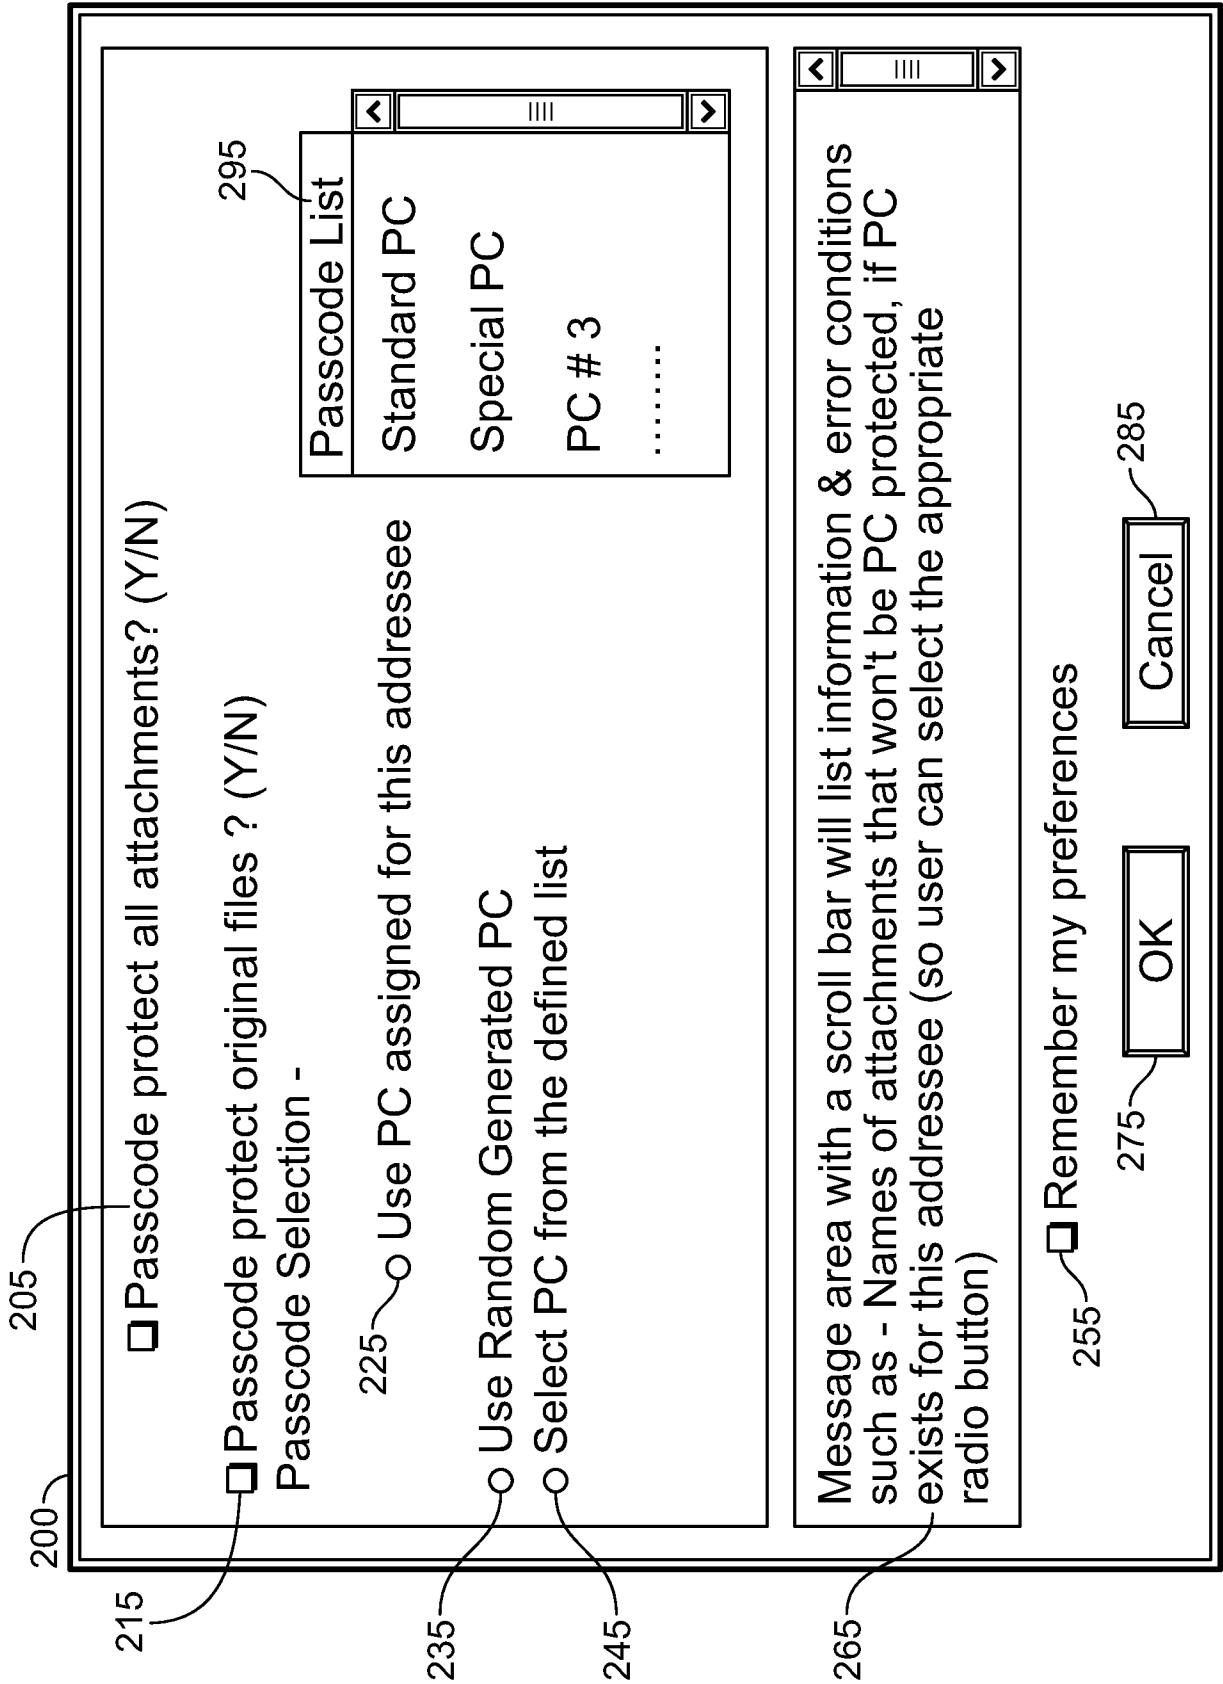 200
205
Passcode protect all attachments? (Y/N)
215
Passcode protect original files ? (Y/N)
Passcode Selection -
295
Passcode List
Standard PC
Special PC
PC # 3
........
225
Use PC assigned for this addressee
235
Use Random Generated PC
245
Select PC from the defined list
265
Message area with a scroll bar will list information & error conditions
such as - Names of attachments that won't be PC protected, if PC
exists for this addressee (so user can select the appropriate
radio button)
255
Remember my preferences
275
OK
Cancel
285